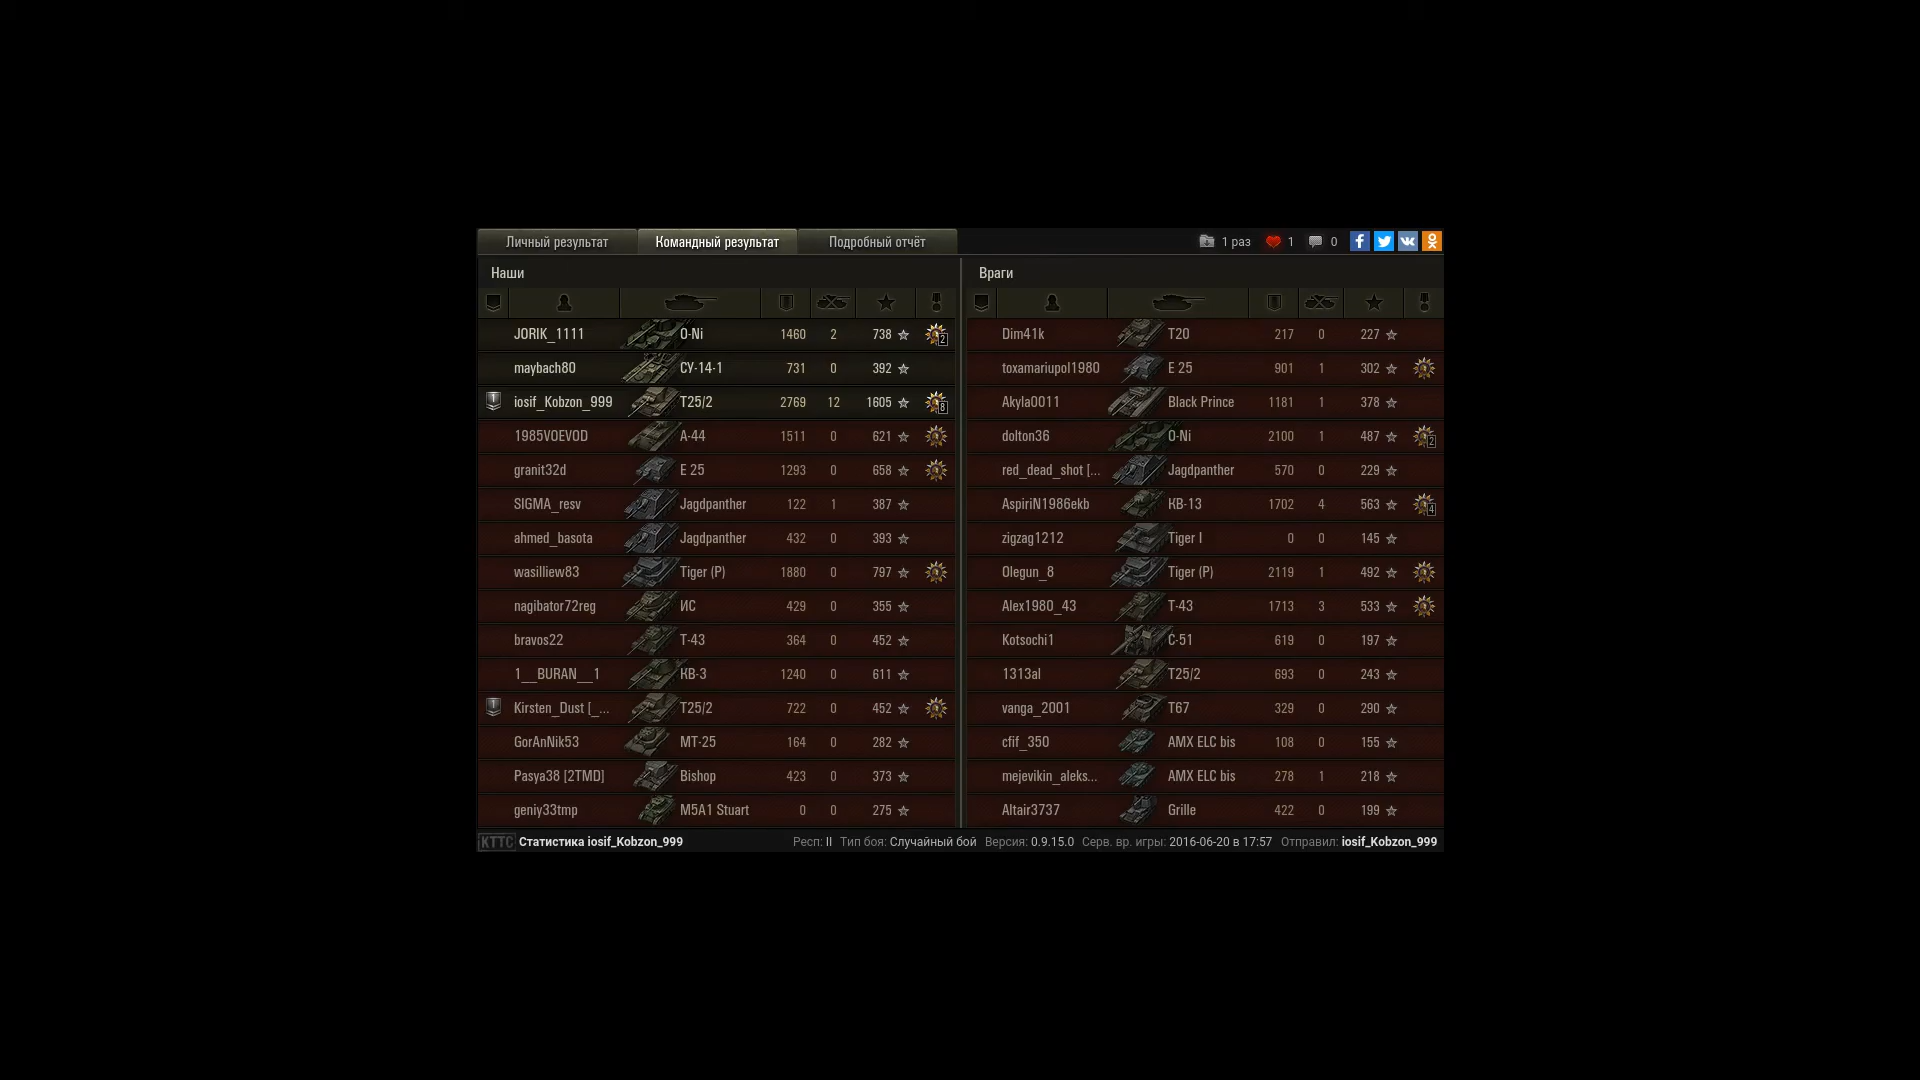 Личный результат Командный результат Подробный отчёт 1 раз 1 0
Наши Враги
JORIK_1111 O-Ni 1460 2 738 2 Dim41k T20 217 0 227
maybach80 СУ-14-1 731 0 392 toxamariupol1980 E 25 901 1 302
iosif_Kobzon_999 T25/2 2769 12 1605 8 Akyla0011 Black Prince 1181 1 378
1985VOEVOD А-44 1511 0 621 dolton36 O-Ni 2100 1 487 2
granit32d E 25 1293 0 658 red_dead_shot [... Jagdpanther 570 0 229
SIGMA_resv Jagdpanther 122 1 387 AspiriN1986ekb КВ-13 1702 4 563 4
ahmed_basota Jagdpanther 432 0 393 zigzag1212 Tiger I 0 0 145
wasilliew83 Tiger (P) 1880 0 797 Olegun_8 Tiger (P) 2119 1 492
nagibator72reg ИС 429 0 355 Alex1980_43 Т-43 1713 3 533
bravos22 Т-43 364 0 452 Kotsochi1 С-51 619 0 197
1__BURAN__1 КВ-3 1240 0 611 1313al T25/2 693 0 243
Kirsten_Dust [_... T25/2 722 0 452 vanga_2001 T67 329 0 290
GorAnNik53 МТ-25 164 0 282 cfif_350 AMX ELC bis 108 0 155
Pasya38 [2TMD] Bishop 423 0 373 mejevikin_aleks... AMX ELC bis 278 1 218
geniy33tmp M5A1 Stuart 0 0 275 Altair3737 Grille 422 0 199
КТТС Статистика iosif_Kobzon_999 Респ: II Тип боя: Случайный бой Версия: 0.9.15.0 Серв. вр. игры: 2016-06-20 в 17:57 Отправил: iosif_Kobzon_999